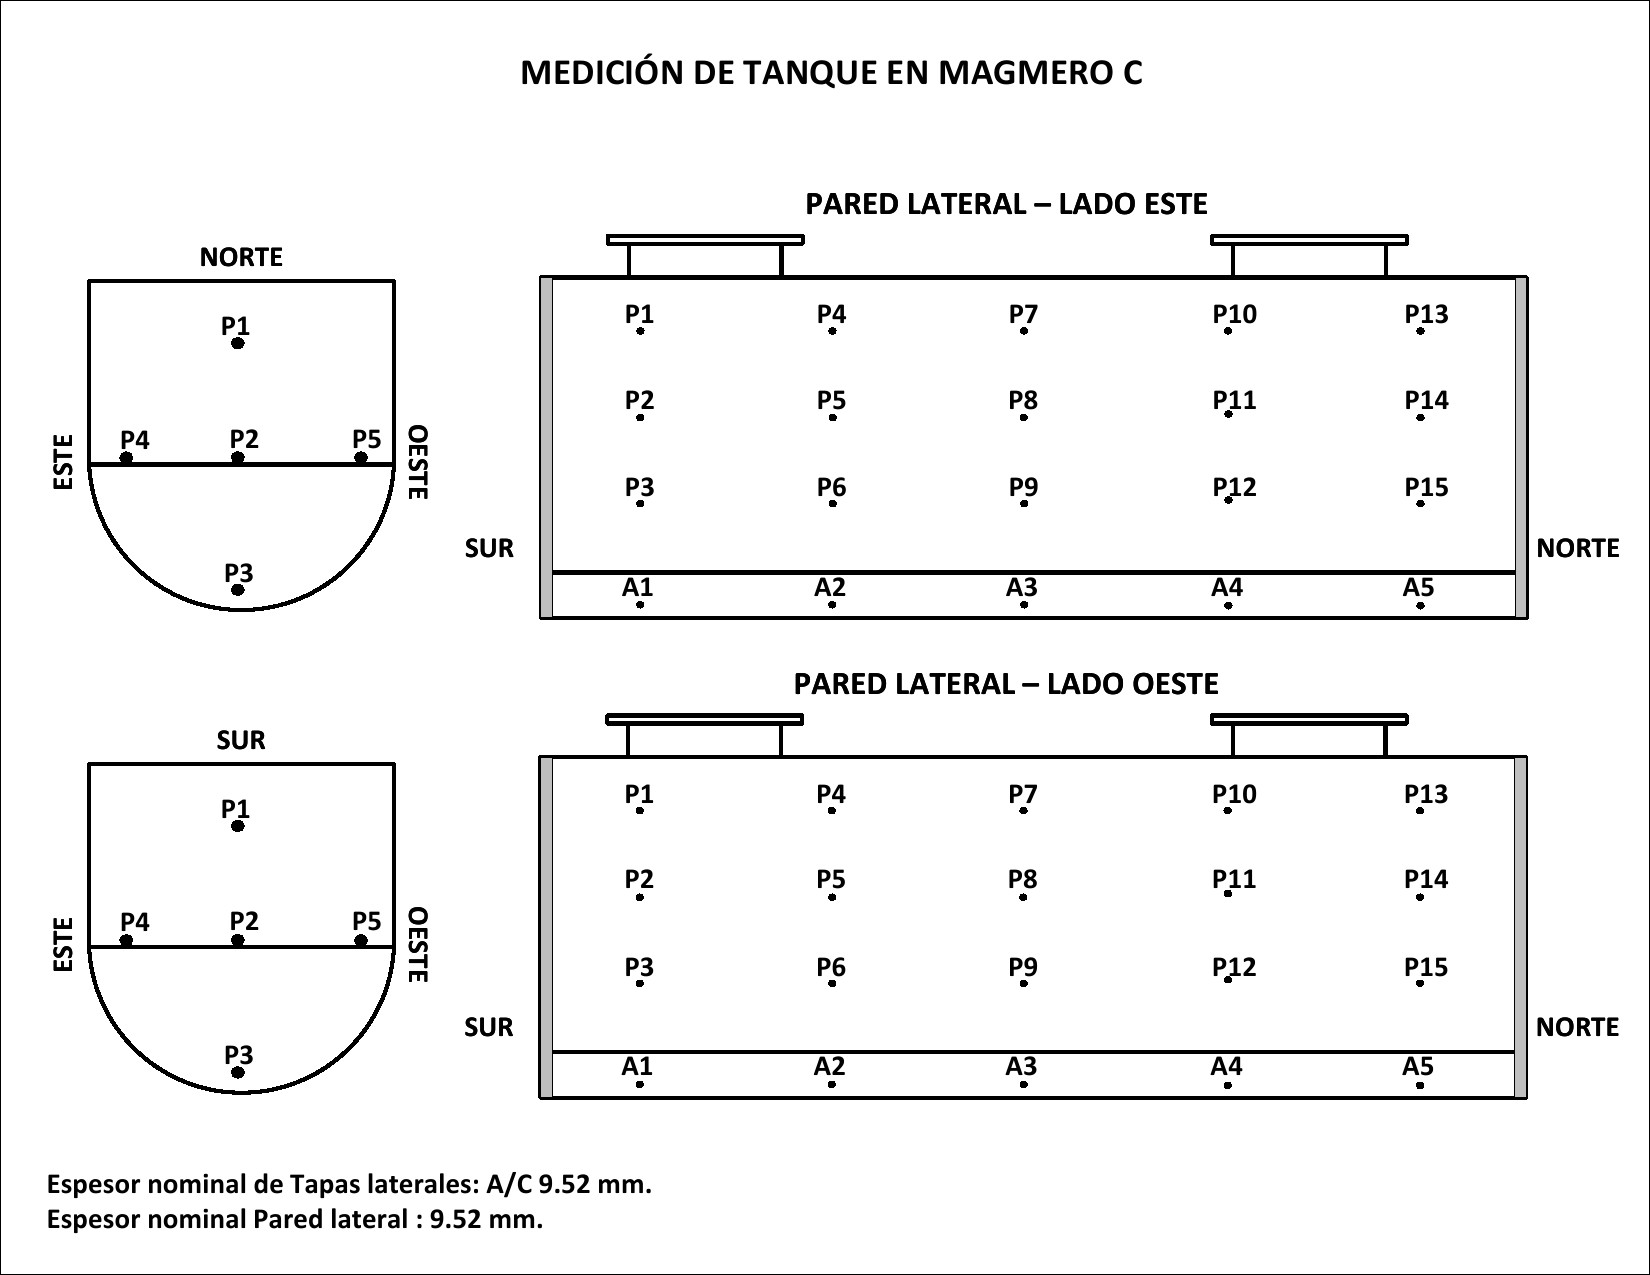 MEDICIÓN DE TANQUE EN MAGMERO C
PARED LATERAL – LADO ESTE
NORTE
P1
P4 P2 P5
ESTE
OESTE
P3
P1 P4 P7 P10 P13
P2 P5 P8 P11 P14
P3 P6 P9 P12 P15
SUR NORTE
A1 A2 A3 A4 A5
PARED LATERAL – LADO OESTE
SUR
P1
P4 P2 P5
ESTE
OESTE
P3
P1 P4 P7 P10 P13
P2 P5 P8 P11 P14
P3 P6 P9 P12 P15
SUR NORTE
A1 A2 A3 A4 A5
Espesor nominal de Tapas laterales: A/C 9.52 mm.
Espesor nominal Pared lateral : 9.52 mm.